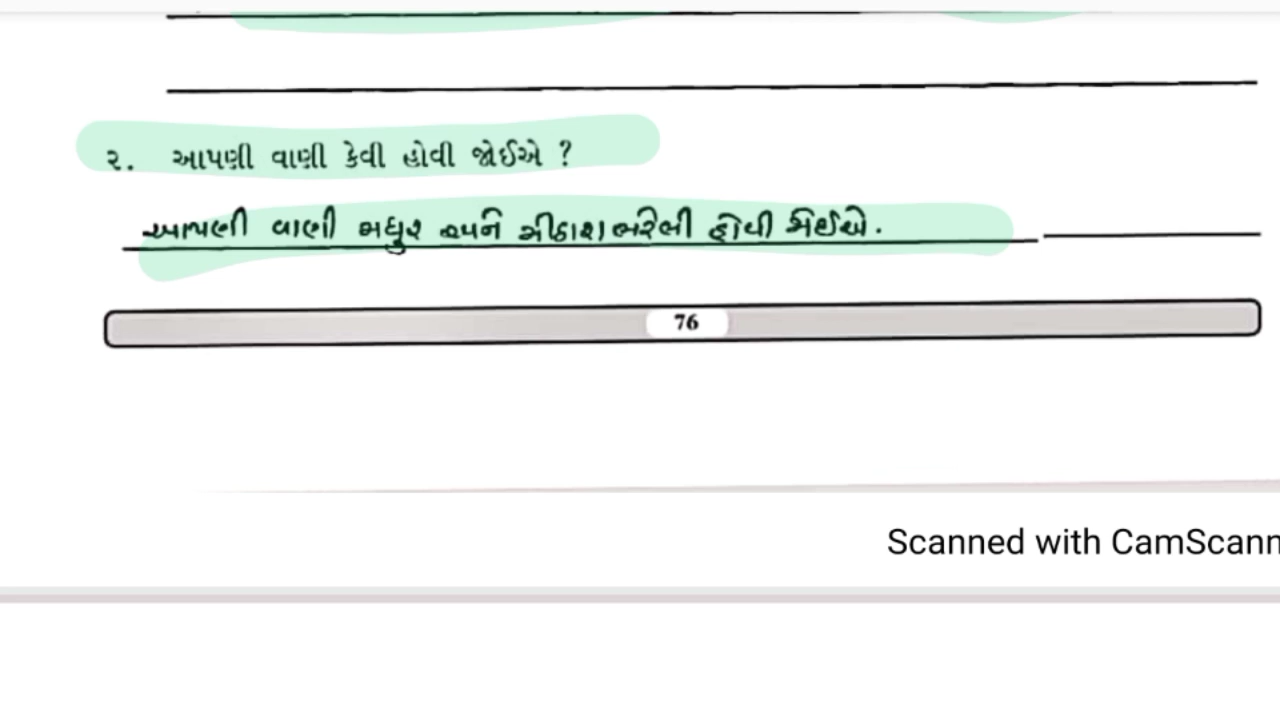 ૨. આપણી વાણી કેવી હોવી જોઈએ ?
આપણી વાણી મધુર અને મીઠાશભરેલી હોવી જોઈએ.
76
Scanned with CamScann